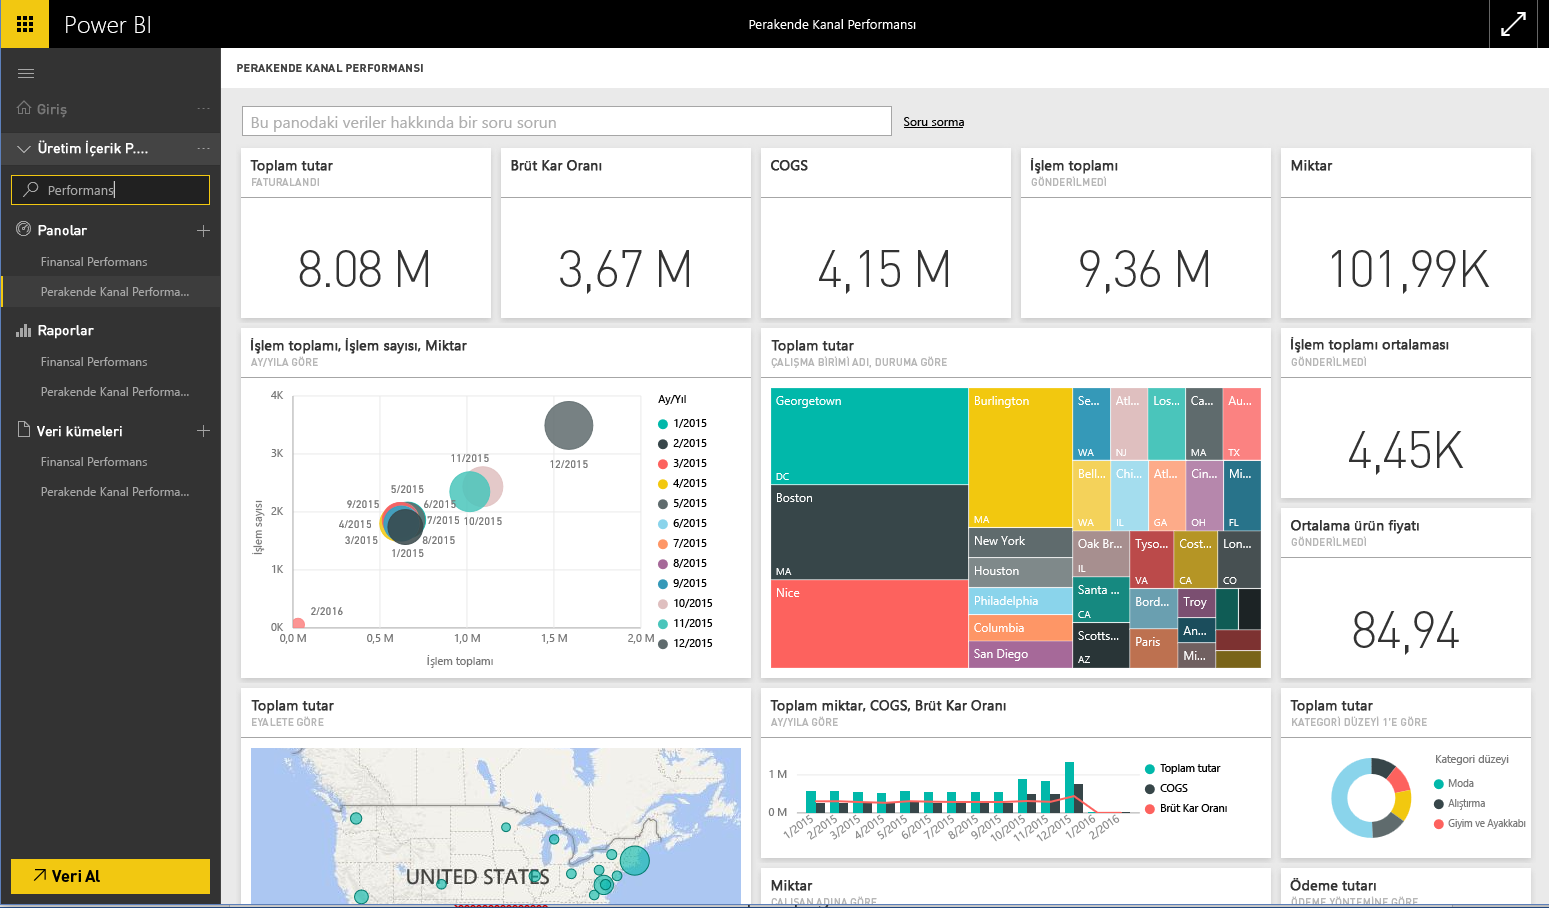 Power BI
Perakende Kanal Performansı
PERAKENDE KANAL PERFORMANSI
Giriş
Üretim İçerik P....
Performans
Panolar
Finansal Performans
Perakende Kanal Performa...
Raporlar
Finansal Performans
Perakende Kanal Performa...
Veri kümeleri
Finansal Performans
Perakende Kanal Performa...
Veri Al
Bu panodaki veriler hakkında bir soru sorun
Soru sorma
Toplam tutar
FATURALANDI
8.08 M
Brüt Kar Oranı
3,67 M
COGS
4,15 M
İşlem toplamı
GÖNDERİLMEDİ
9,36 M
Miktar
101,99K
İşlem toplamı, İşlem sayısı, Miktar
AY/YILA GÖRE
4K
3K
2K
1K
0K
İşlem sayısı
0,0 M
0,5 M
1,0 M
1,5 M
2,0 M
İşlem toplamı
12/2015
11/2015
10/2015
5/2015
9/2015
6/2015
4/2015
7/2015
3/2015
8/2015
1/2015
2/2016
Ay/Yıl
1/2015
2/2015
3/2015
4/2015
5/2015
6/2015
7/2015
8/2015
9/2015
10/2015
11/2015
12/2015
Toplam tutar
ÇALIŞMA BİRİMİ ADI, DURUMA GÖRE
Georgetown
DC
Boston
MA
Nice
Burlington
MA
New York
Houston
Philadelphia
Columbia
San Diego
Se...
WA
Atl...
NJ
Los...
Ca...
MA
Au...
TX
Bell...
WA
Chi...
IL
Atl...
GA
Cin...
OH
Mi...
FL
Oak Br...
IL
Tyso...
VA
Cost...
CA
Lon...
CO
Santa ...
CA
Scotts...
AZ
Bord...
Paris
Troy
An...
Mi...
İşlem toplamı ortalaması
GÖNDERİLMEDİ
4,45K
Ortalama ürün fiyatı
GÖNDERİLMEDİ
84,94
Toplam tutar
EYALETE GÖRE
UNITED STATES
Toplam miktar, COGS, Brüt Kar Oranı
AY/YILA GÖRE
1 M
0 M
1/2015
2/2015
3/2015
4/2015
5/2015
6/2015
7/2015
8/2015
9/2015
10/2015
11/2015
12/2015
1/2016
2/2016
Toplam tutar
COGS
Brüt Kar Oranı
Toplam tutar
KATEGORİ DÜZEYİ 1'E GÖRE
Kategori düzeyi
Moda
Alıştırma
Giyim ve Ayakkabı
Miktar
ÇALIŞAN ADINA GÖRE
Ödeme tutarı
ÖDEME YÖNTEMİNE GÖRE